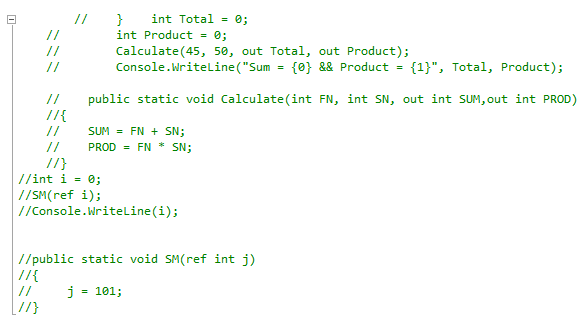 //    }    int Total = 0;
//        int Product = 0;
//        Calculate(45, 50, out Total, out Product);
//        Console.WriteLine("Sum = {0} && Product = {1}", Total, Product);
//    public static void Calculate(int FN, int SN, out int SUM,out int PROD)
//{
//    SUM = FN + SN;
//    PROD = FN * SN;
//}
//int i = 0;
//SM(ref i);
//Console.WriteLine(i);
//public static void SM(ref int j)
//{
//     j = 101;
//}